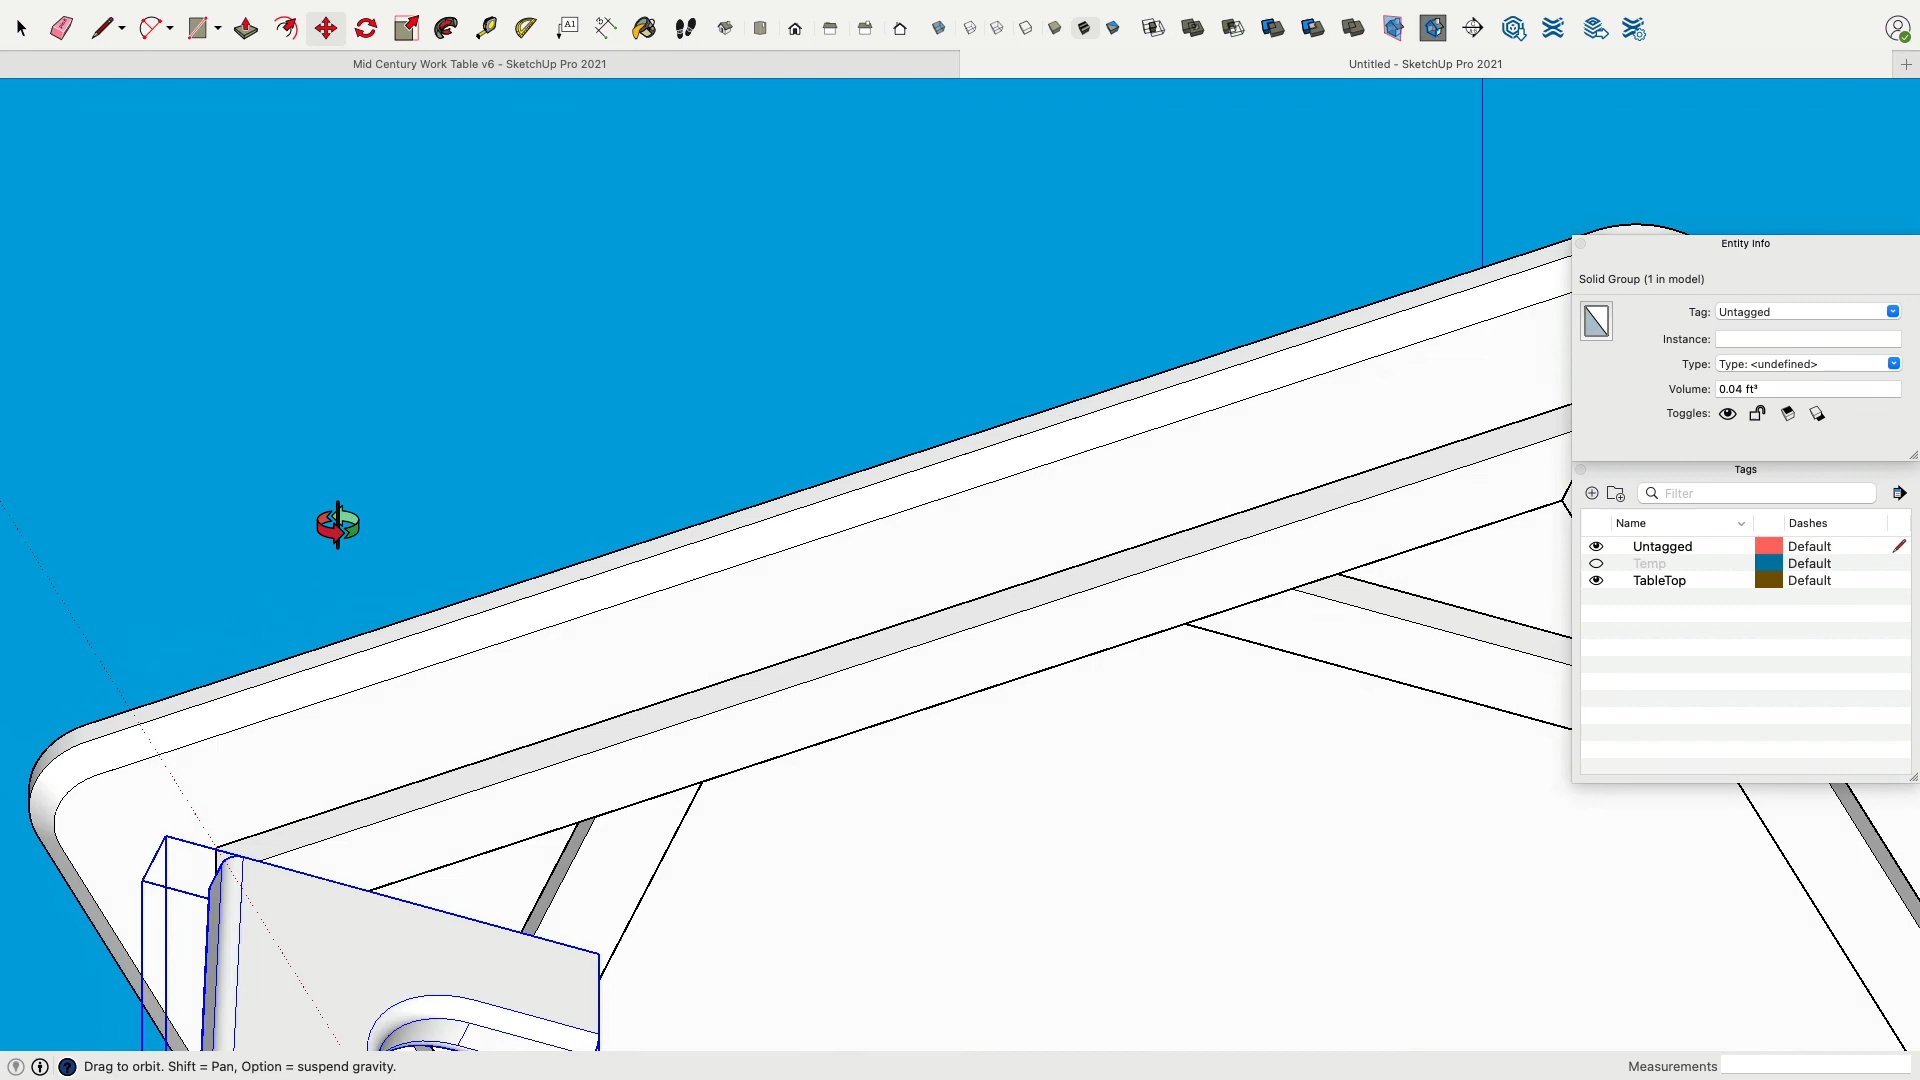 A1
Mid Century Work Table v6 - SketchUp Pro 2021
Untitled - SketchUp Pro 2021
Entity Info
Solid Group (1 in model)
Tag: Untagged
Instance:
Type: Type: <undefined>
Volume: 0.04 ft³
Toggles:
Tags
Filter
Name Dashes
Untagged Default
Temp Default
TableTop Default
Drag to orbit. Shift = Pan, Option = suspend gravity.
Measurements